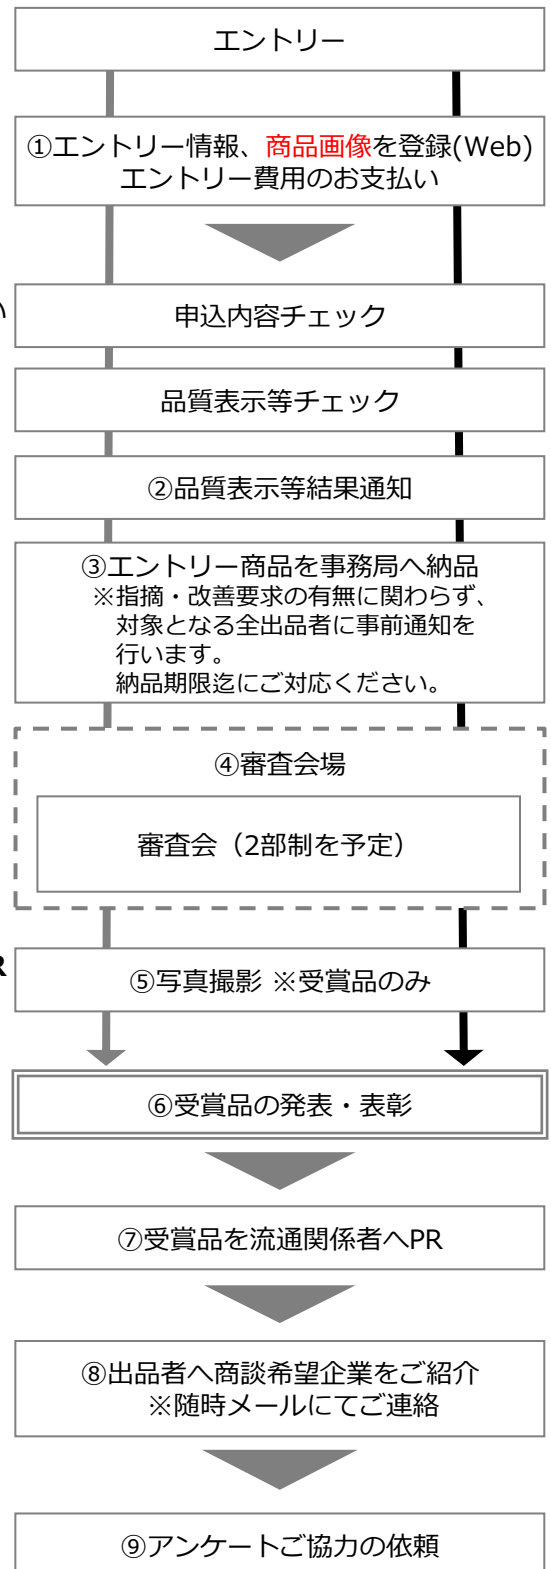 エントリー
①エントリー情報、商品画像を登録(Web)
エントリー費用のお支払い
い
申込内容チェック
品質表示等チェック
②品質表示等結果通知
③エントリー商品を事務局へ納品
※指摘・改善要求の有無に関わらず、
対象となる全出品者に事前通知を
行います。
納品期限迄にご対応ください。
④審査会場
審査会（2部制を予定）
R
⑤写真撮影 ※受賞品のみ
⑥受賞品の発表・表彰
⑦受賞品を流通関係者へPR
⑧出品者へ商談希望企業をご紹介
※随時メールにてご連絡
⑨アンケートご協力の依頼